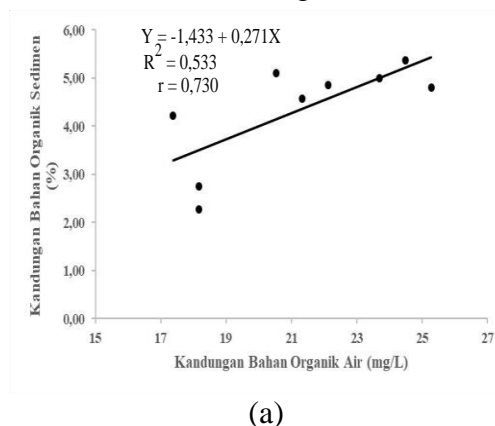 Y = -1,433 + 0,271X
R2 = 0,533
r = 0,730
6,00
5,00
4,00
3,00
2,00
1,00
0,00
Kandungan Bahan Organik Sedimen
(%)
15
17
19
21
23
25
27
Kandungan Bahan Organik Air (mg/L)
(a)